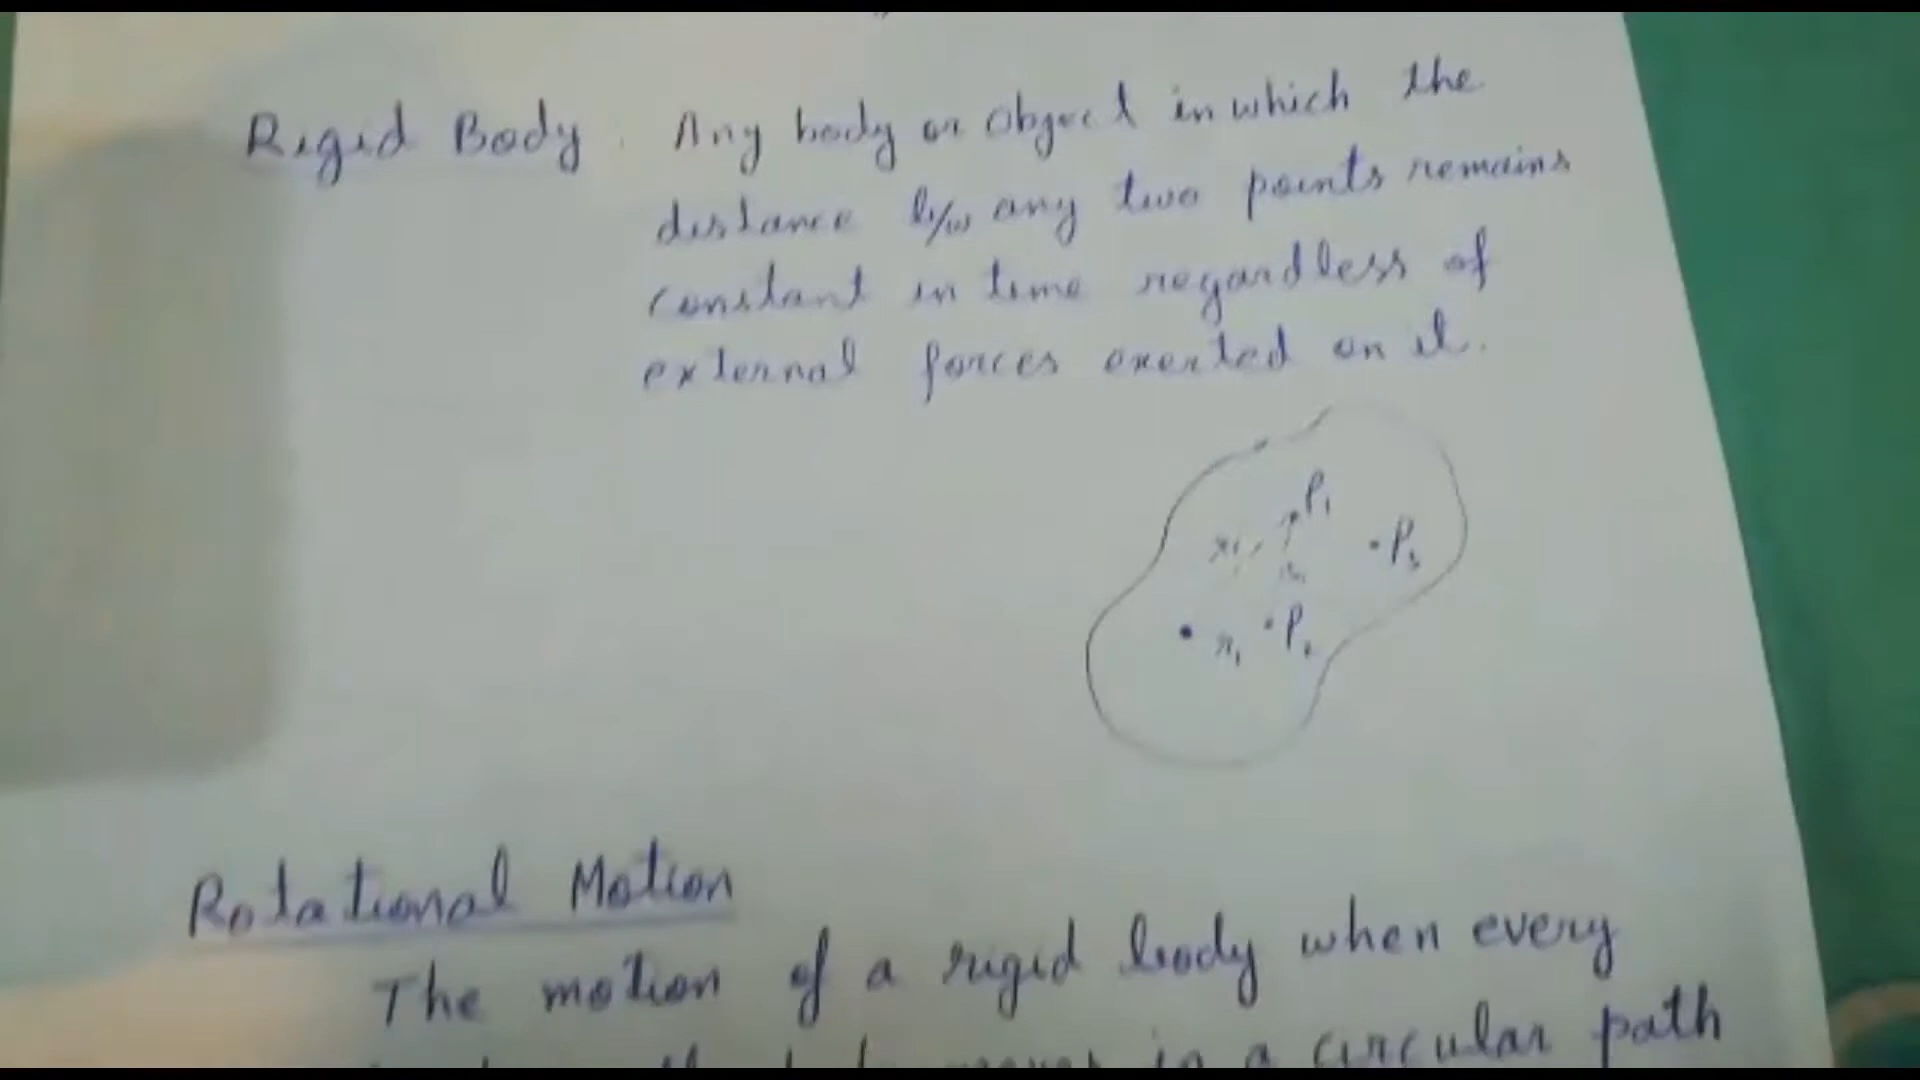 Rigid Body. Any body or object in which the
distance b/w any two points remains
constant in time regardless of
external forces exerted on it.
P₁
P₃
P₂
Rotational Motion
The motion of a rigid body when every
in a circular path